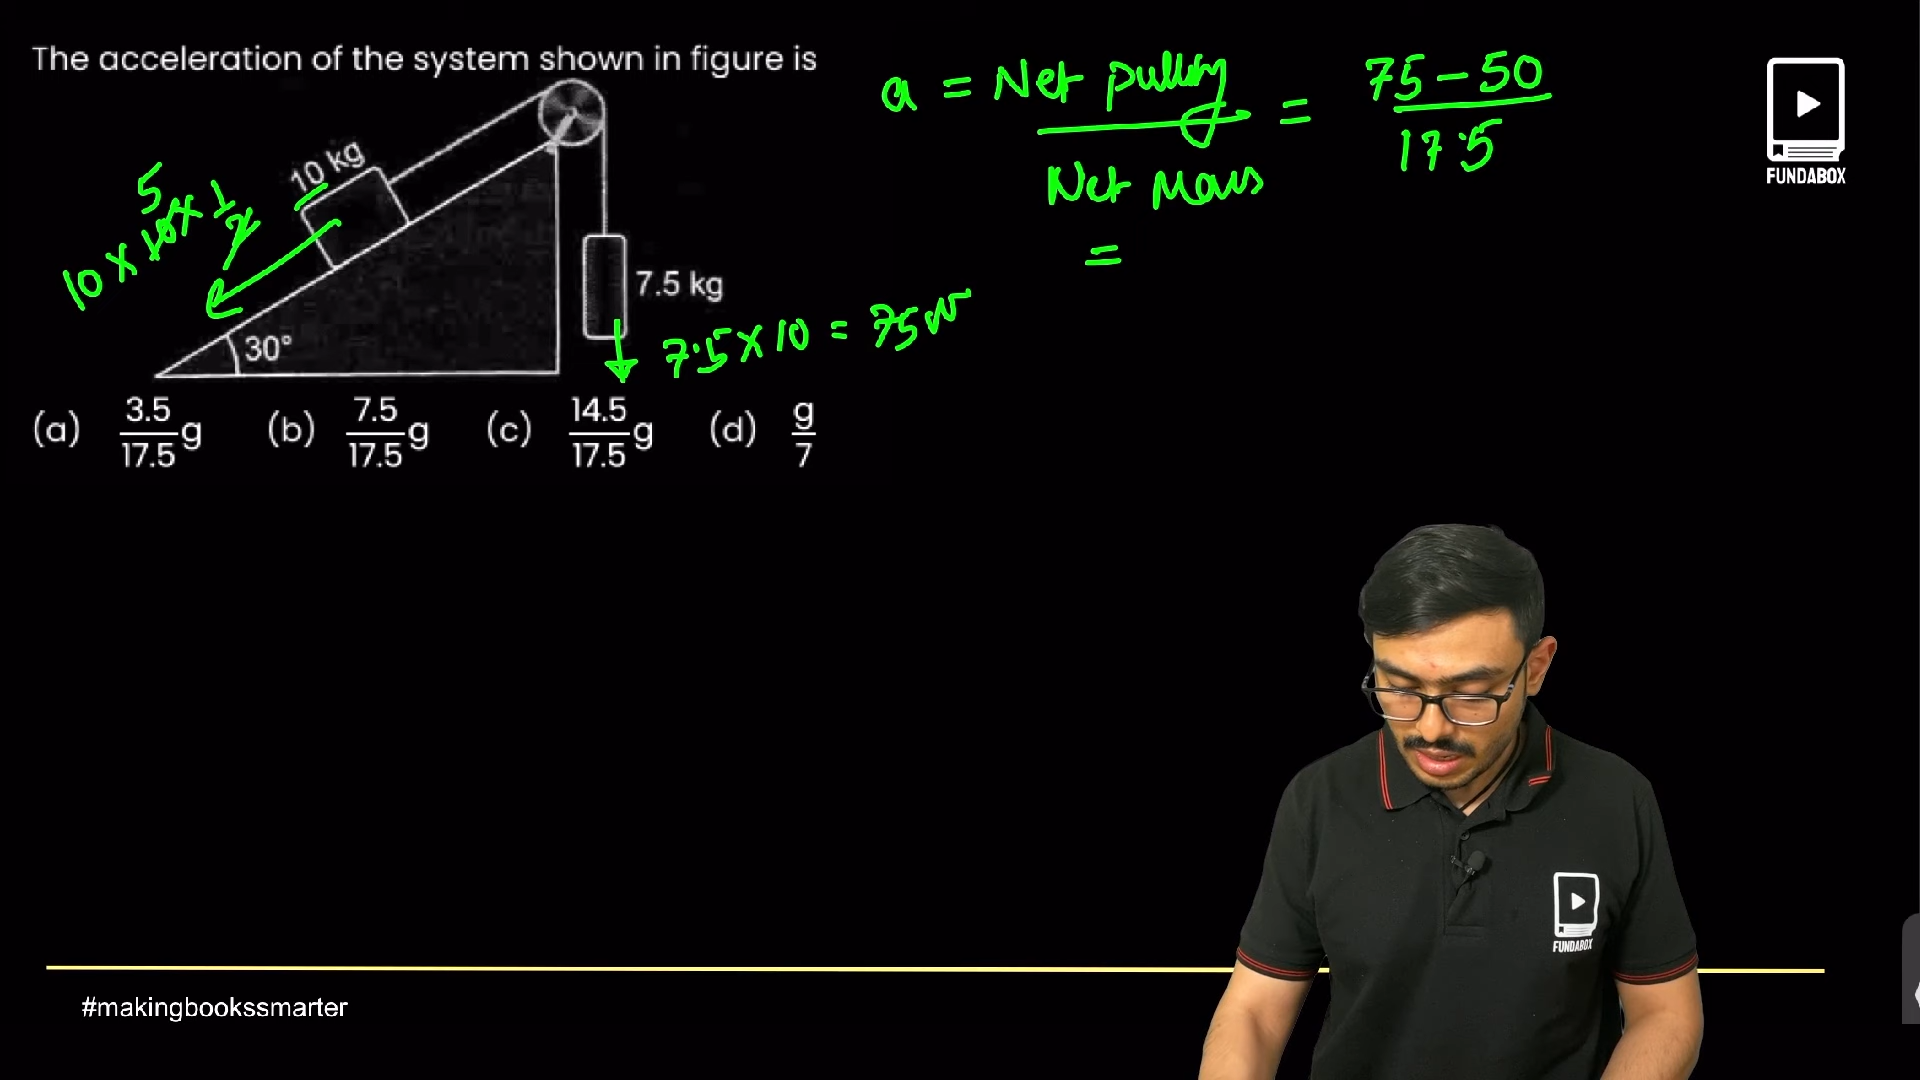 The acceleration of the system shown in figure is
10 kg
7.5 kg
30°
(a) 3.5/17.5 g (b) 7.5/17.5 g (c) 14.5/17.5 g (d) g/7
5
10 × 10 × 1/2
7.5 × 10 = 75 N
a = Net pulling / Net Mass = 75 − 50 / 17.5
=
FUNDABOX
FUNDABOX
#makingbookssmarter